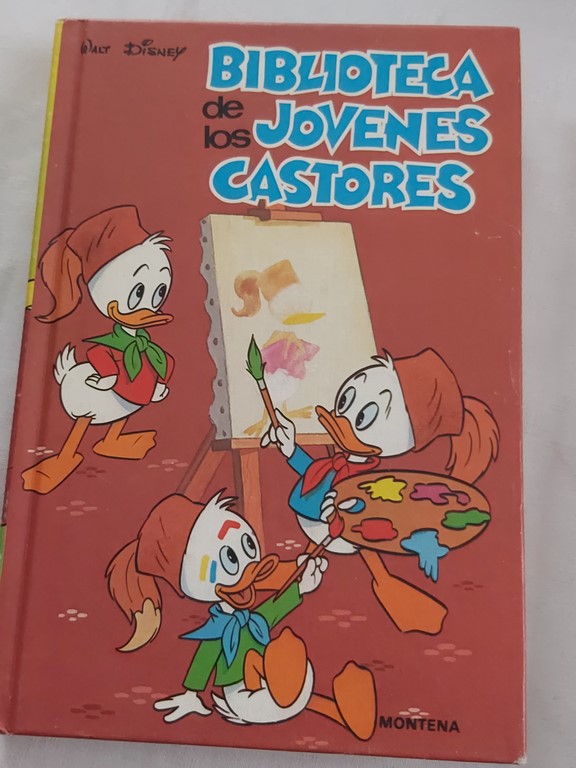 WALT DISNEY
BIBLIOTECA
de
los JOVENES
CASTORES
MONTENA